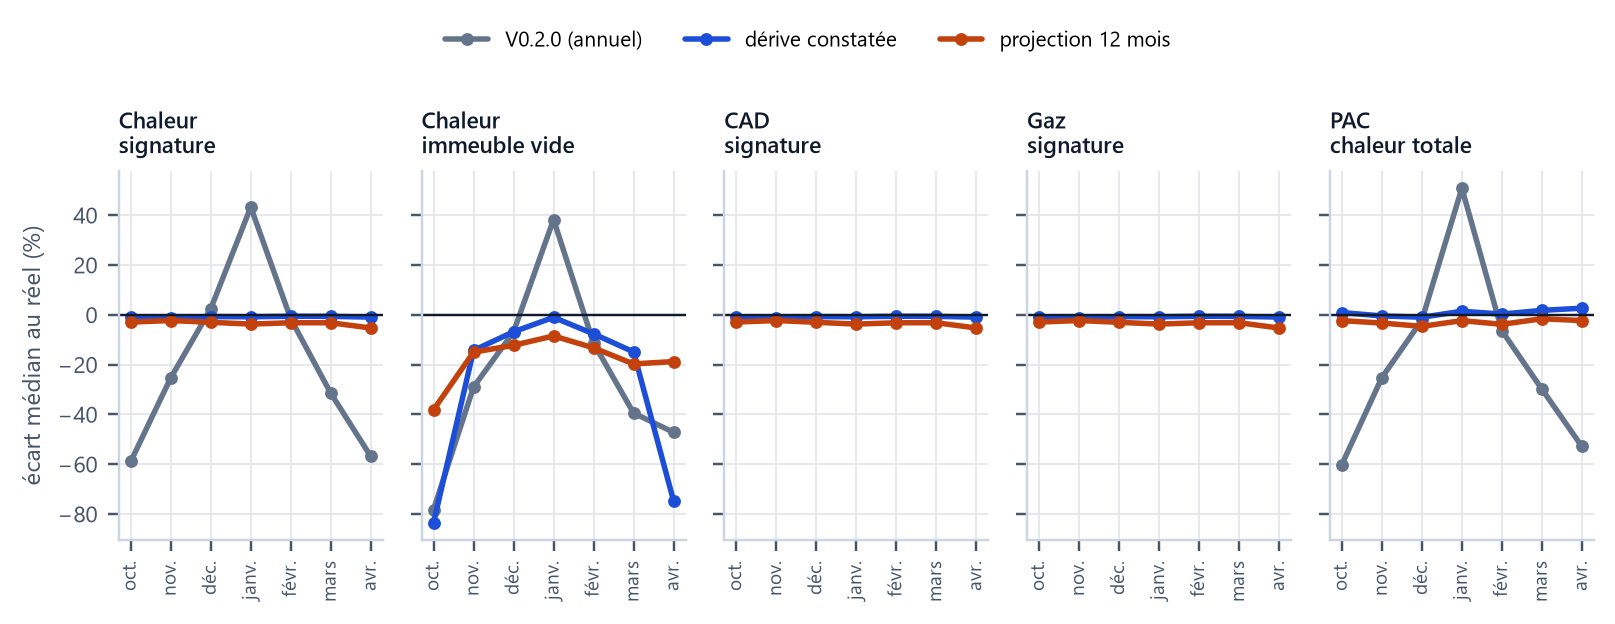 V0.2.0 (annuel)
dérive constatée
projection 12 mois
Chaleur
signature
Chaleur
immeuble vide
CAD
signature
Gaz
signature
PAC
chaleur totale
écart médian au réel (%)
40
20
0
−20
−40
−60
−80
oct.
nov.
déc.
janv.
févr.
mars
avr.
oct.
nov.
déc.
janv.
févr.
mars
avr.
oct.
nov.
déc.
janv.
févr.
mars
avr.
oct.
nov.
déc.
janv.
févr.
mars
avr.
oct.
nov.
déc.
janv.
févr.
mars
avr.